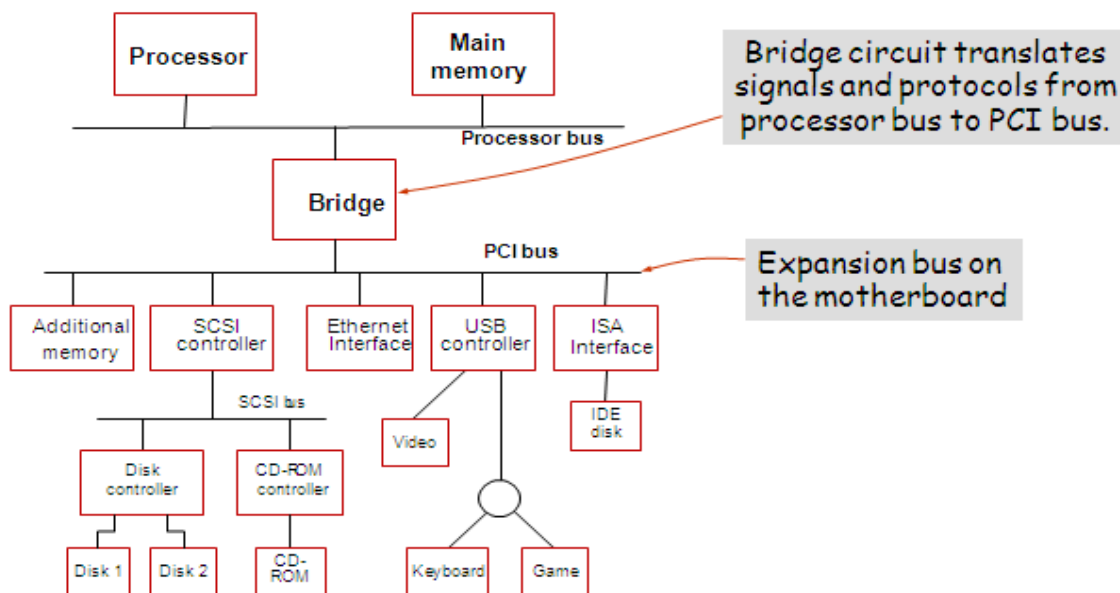 Processor
Main
memory
Bridge circuit translates
signals and protocols from
processor bus to PCI bus.
Processor bus
Bridge
PCI bus
Expansion bus on
the motherboard
Additional
memory
SCSI
controller
Ethernet
Interface
USB
controller
ISA
Interface
SCSI bus
Video
IDE
disk
Disk
controller
CD-ROM
controller
Disk 1
Disk 2
CD-
ROM
Keyboard
Game